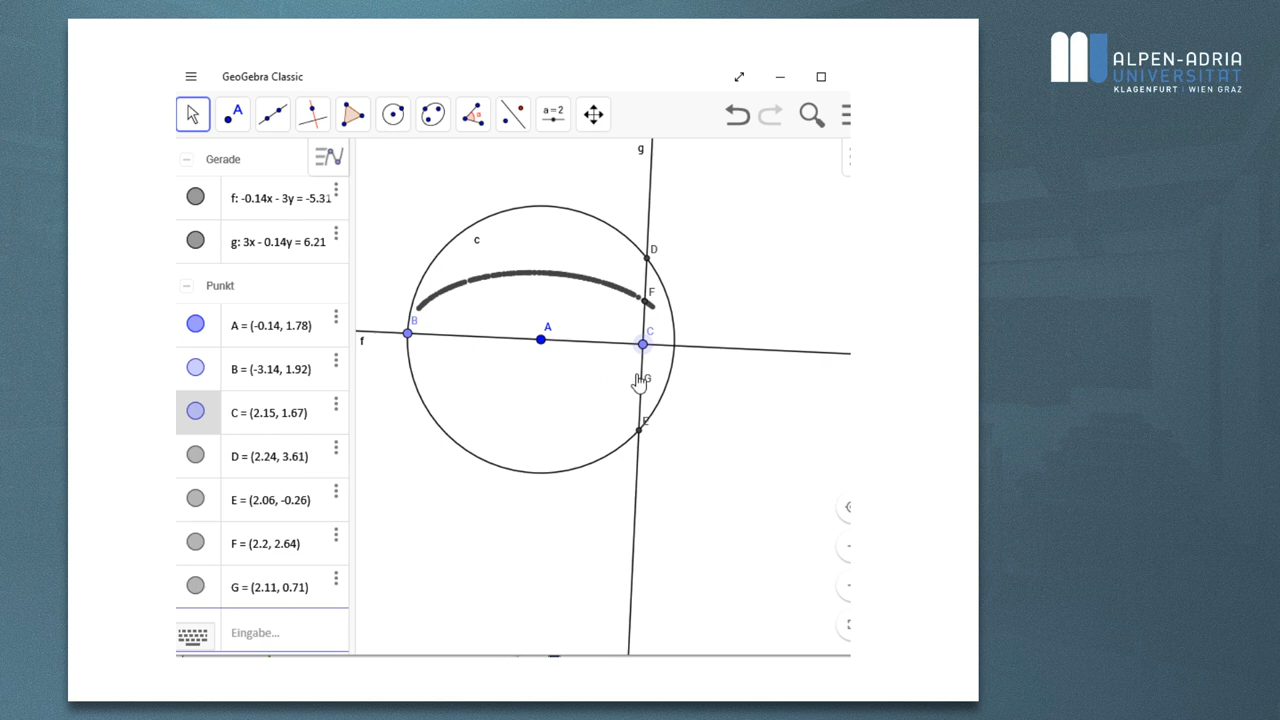 ALPEN-ADRIA
UNIVERSITÄT
KLAGENFURT | WIEN GRAZ
GeoGebra Classic
A
a=2
Gerade
f: -0.14x - 3y = -5.31
g: 3x - 0.14y = 6.21
Punkt
A = (-0.14, 1.78)
B = (-3.14, 1.92)
C = (2.15, 1.67)
D = (2.24, 3.61)
E = (2.06, -0.26)
F = (2.2, 2.64)
G = (2.11, 0.71)
Eingabe...
g
c
D
F
B
A
C
f
G
E